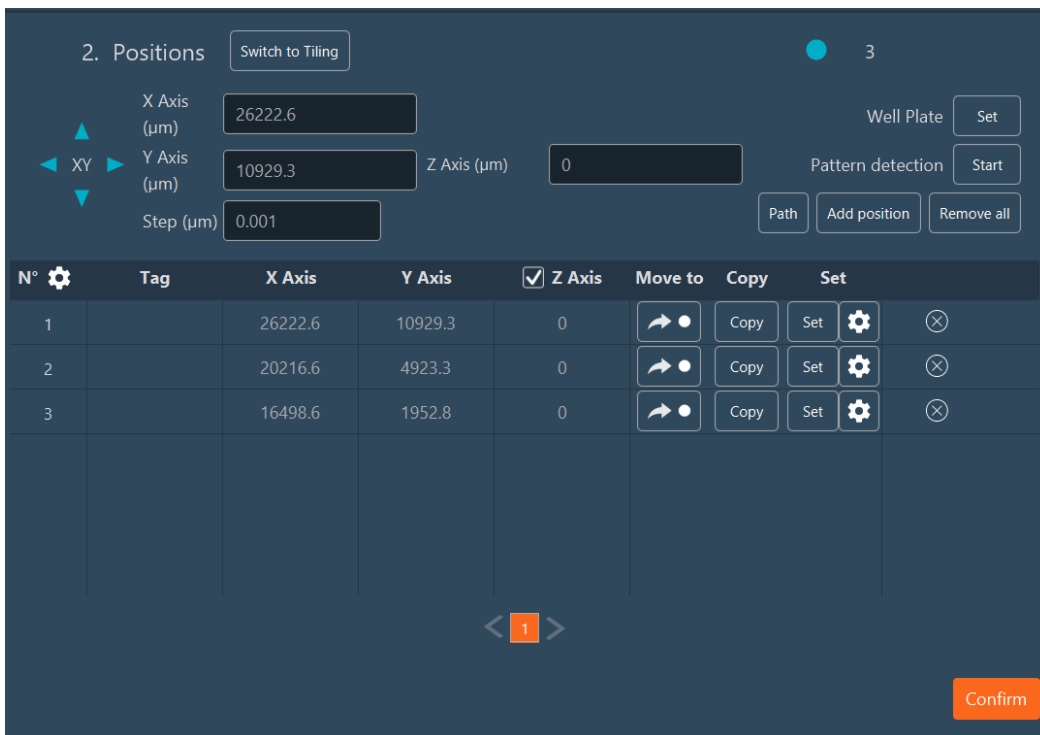 2. Positions Switch to Tiling 3
X Axis (µm) 26222.6 Well Plate Set
XY Y Axis (µm) 10929.3 Z Axis (µm) 0 Pattern detection Start
Step (µm) 0.001 Path Add position Remove all
N° Tag X Axis Y Axis Z Axis Move to Copy Set
1 26222.6 10929.3 0 Copy Set
2 20216.6 4923.3 0 Copy Set
3 16498.6 1952.8 0 Copy Set
1
Confirm